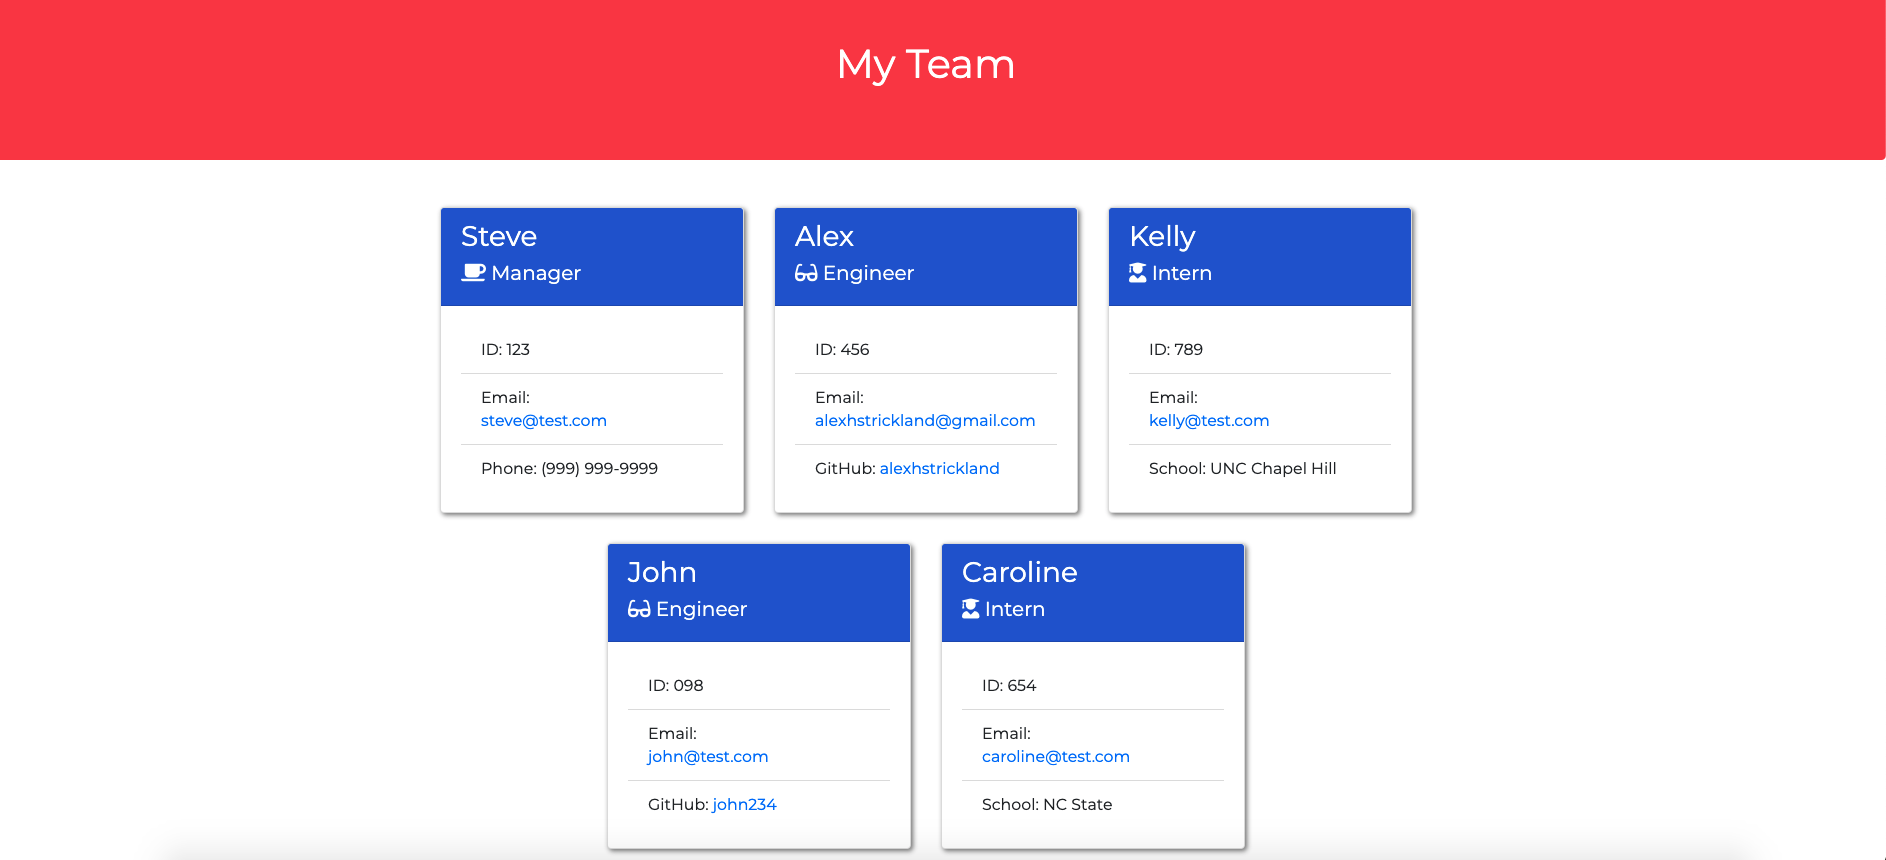 My Team
Steve
Manager
ID: 123
Email:
steve@test.com
Phone: (999) 999-9999
Alex
Engineer
ID: 456
Email:
alexhstrickland@gmail.com
GitHub: alexhstrickland
Kelly
Intern
ID: 789
Email:
kelly@test.com
School: UNC Chapel Hill
John
Engineer
ID: 098
Email:
john@test.com
GitHub: john234
Caroline
Intern
ID: 654
Email:
caroline@test.com
School: NC State